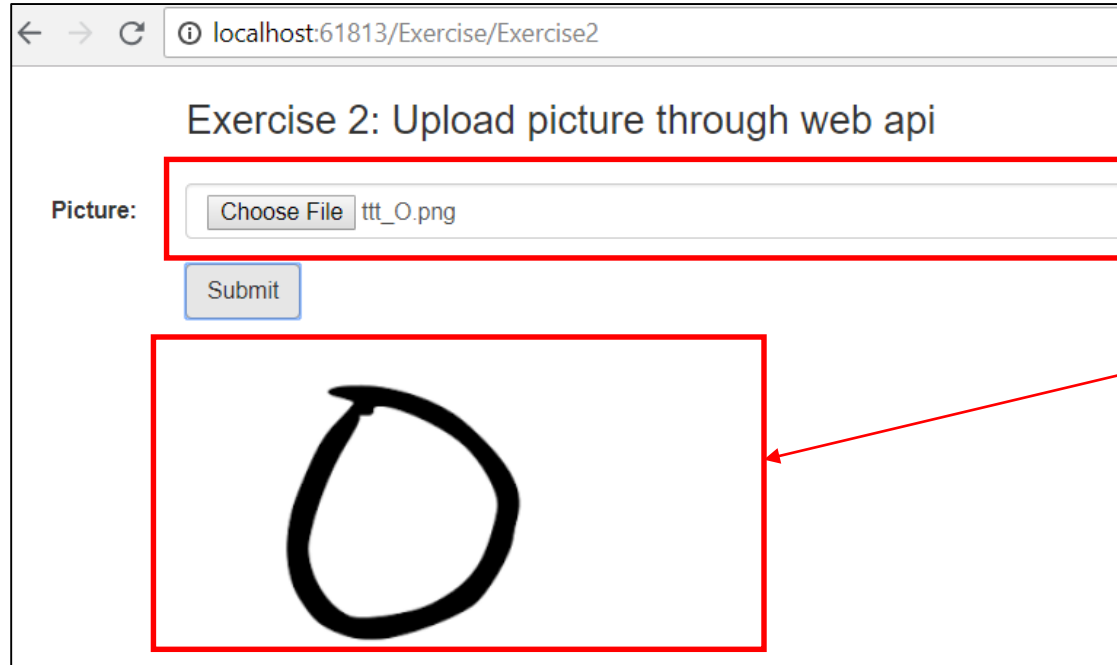 localhost:61813/Exercise/Exercise2
Exercise 2: Upload picture through web api
Picture:
Choose File ttt_O.png
Submit